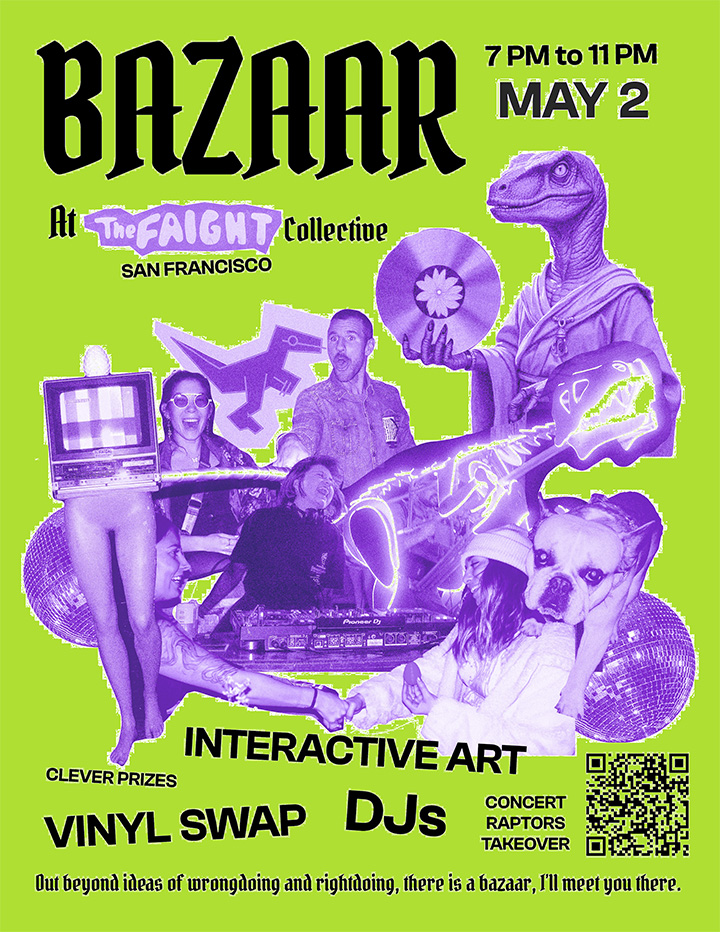 BAZAAR
7 PM to 11 PM
MAY 2
At The FAIGHT Collective
SAN FRANCISCO
Pioneer Dj
INTERACTIVE ART
CLEVER PRIZES
VINYL SWAP
DJs
CONCERT
RAPTORS
TAKEOVER
Out beyond ideas of wrongdoing and rightdoing, there is a bazaar, I'll meet you there.